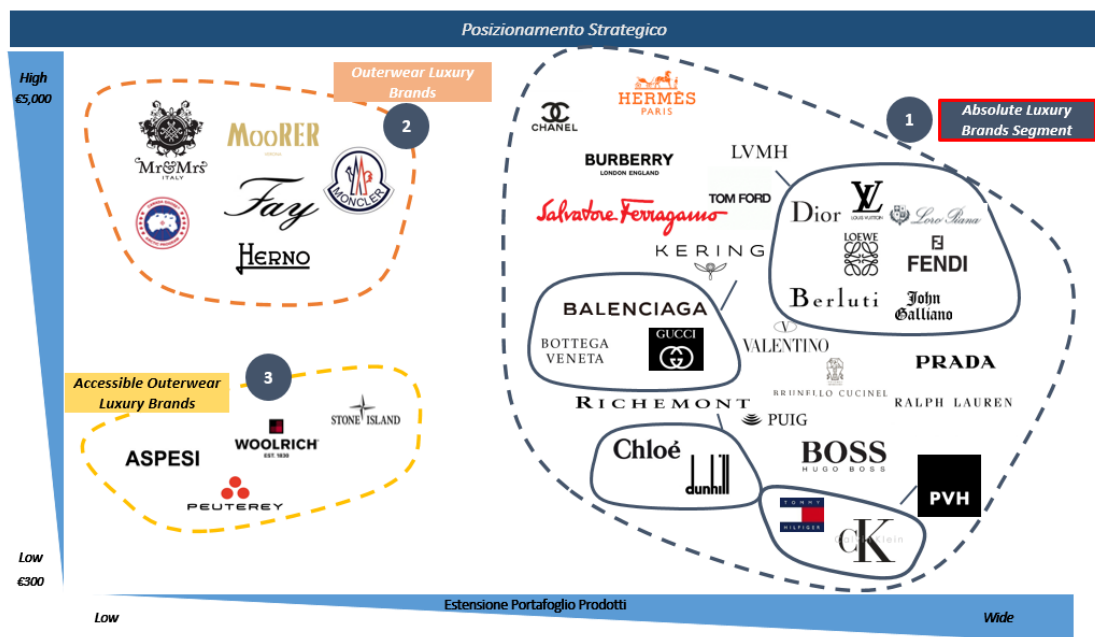 Posizionamento Strategico
High
€5,000
Outerwear Luxury
Brands
2
Mr&Mrs
ITALY
MOORER
MONCLER
Fay
HERNO
1
Absolute Luxury
Brands Segment
CHANEL
HERMÈS
PARIS
BURBERRY
LONDON ENGLAND
LVMH
Salvatore Ferragamo
TOM FORD
Dior
LV
LOUIS VUITTON
Loro Piana
LOEWE
FENDI
Berluti
John
Galliano
KERING
BALENCIAGA
BOTTEGA
VENETA
GUCCI
V
VALENTINO
PRADA
BRUNELLO CUCINEL
RALPH LAUREN
RICHEMONT
PUIG
Chloé
dunhill
BOSS
HUGO BOSS
PVH
TOMMY
HILFIGER
CK
Calvin Klein
3
Accessible Outerwear
Luxury Brands
STONE ISLAND
WOOLRICH
EST. 1830
ASPESI
PEUTEREY
Low
€300
Estensione Portafoglio Prodotti
Low
Wide